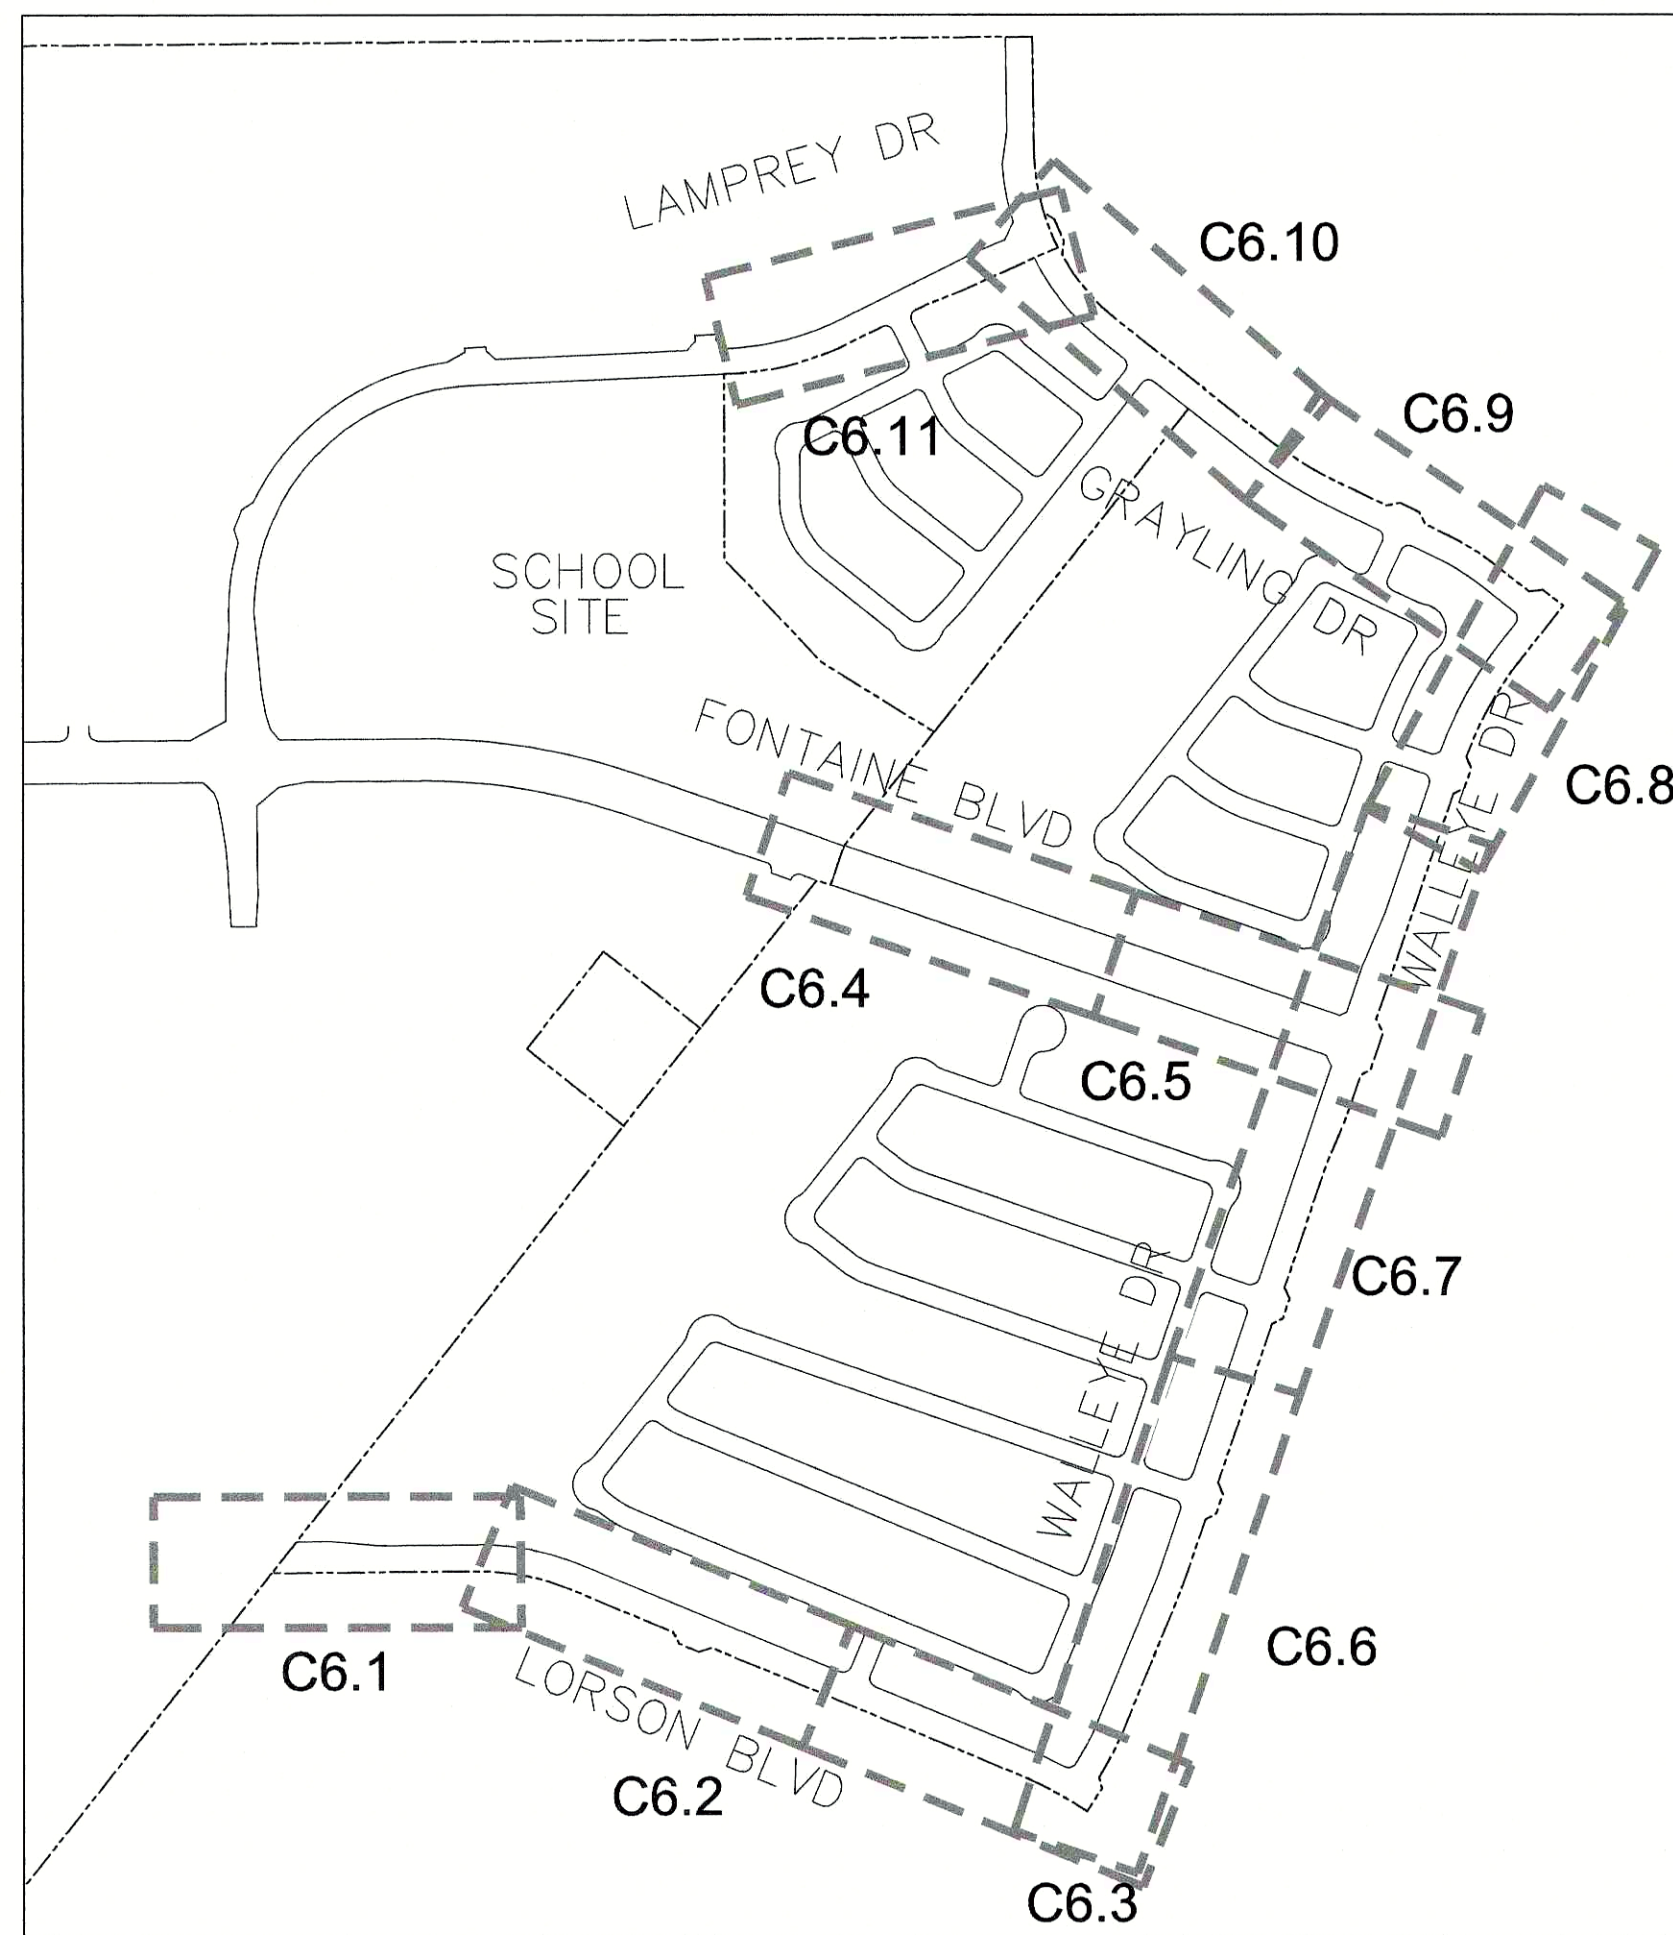 LAMPREY DR
C6.10
C6.9
C6.11
GRAYLING DR
SCHOOL
SITE
FONTAINE BLVD
WALLEYE DR
C6.8
C6.4
C6.5
C6.7
WALLEYE DR
C6.6
C6.1
LORSON BLVD
C6.2
C6.3